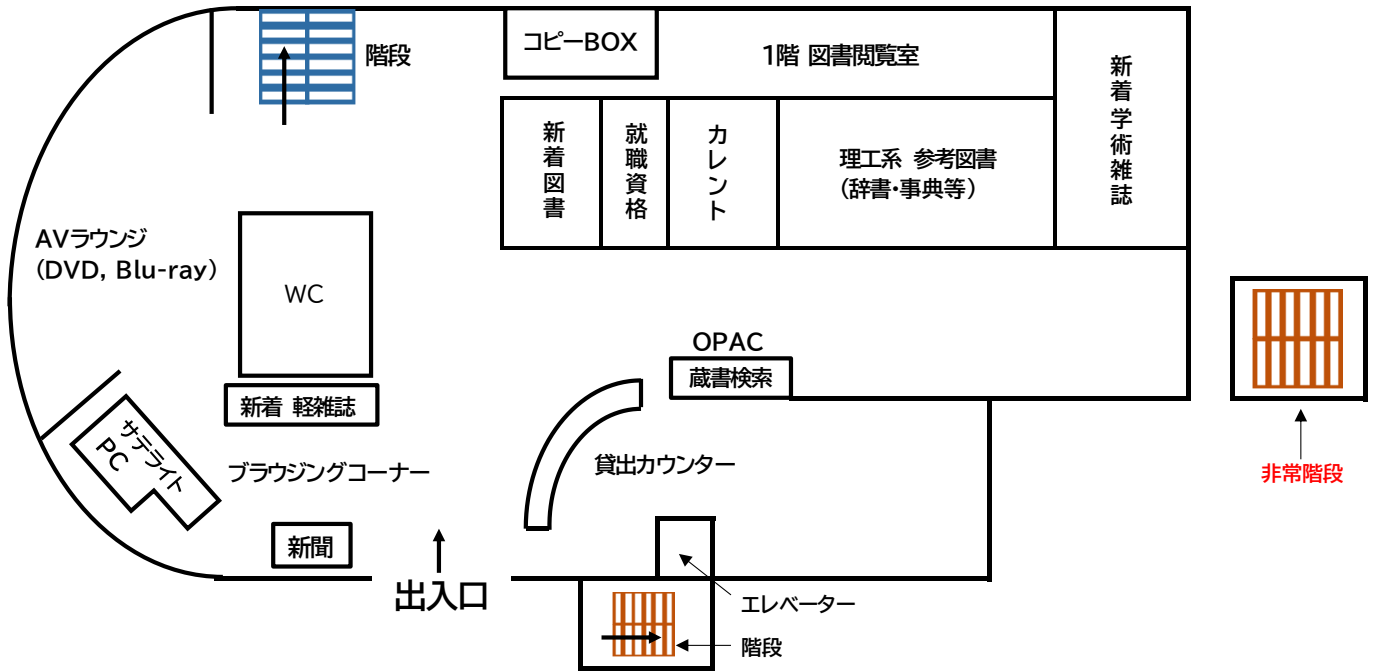 階段
コピーBOX
1階 図書閲覧室
新着学術雑誌
新着図書
就職資格
カレント
理工系 参考図書
(辞書・事典等)
AVラウンジ
(DVD, Blu-ray)
WC
OPAC
蔵書検索
新着 軽雑誌
サテライト
PC
ブラウジングコーナー
貸出カウンター
非常階段
新聞
出入口
エレベーター
階段